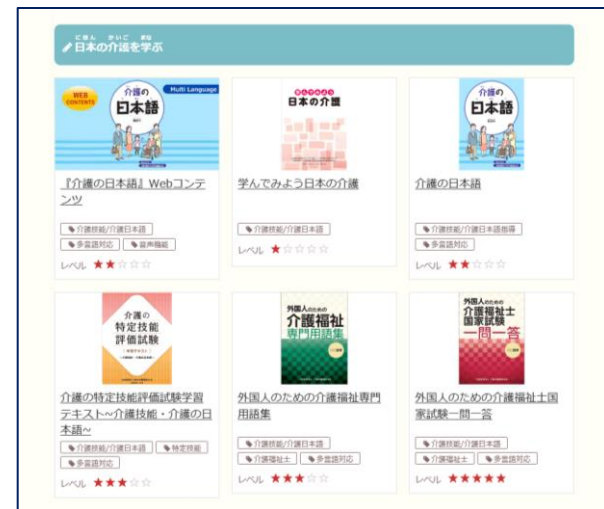 にほん かいご まな
日本の介護を学ぶ
WEB
CONTENTS
Multi Language
介護の
日本語
『介護の日本語』Webコンテ
ンツ
介護技能/介護日本語
多言語対応 音声機能
レベル ★★☆☆☆
学んでみよう
日本の介護
学んでみよう日本の介護
介護技能/介護日本語
レベル ★☆☆☆☆
介護の
日本語
介護の日本語
介護技能/介護日本語指導
多言語対応
レベル ★★☆☆☆
介護の
特定技能
評価試験
介護の特定技能評価試験学習
テキスト~介護技能・介護の日
本語~
介護技能/介護日本語 特定技能
多言語対応
レベル ★★★☆☆
外国人のための
介護福祉
専門用語集
外国人のための介護福祉専門
用語集
介護技能/介護日本語
介護福祉士 多言語対応
レベル ★★★☆☆
外国人のための
介護福祉士
国家試験
一問一答
外国人のための介護福祉士国
家試験一問一答
介護技能/介護日本語
介護福祉士 多言語対応
レベル ★★★★★